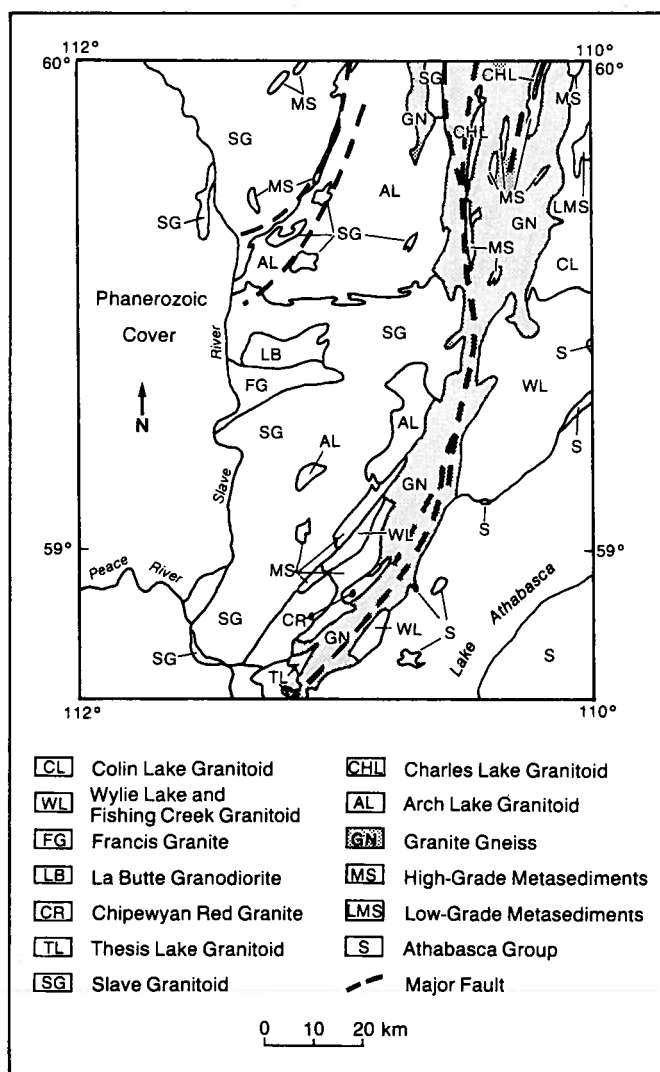 112° 110°
60° 60°
SG CHL
MS MS
GN
SG CHL
AL
MS MS
SG LMS
SG GN
MS
AL CL
Phanerozoic
Cover
River
SG
LB S
FG WL
N
SG
AL AL
S
Slave
GN
WL S
59° 59°
MS
Peace River
Athabasca
CR
SG GN WL S
Lake
SG S
TL
112° 110°
CL Colin Lake Granitoid
WL Wylie Lake and
Fishing Creek Granitoid
FG Francis Granite
LB La Butte Granodiorite
CR Chipewyan Red Granite
TL Thesis Lake Granitoid
SG Slave Granitoid
CHL Charles Lake Granitoid
AL Arch Lake Granitoid
GN Granite Gneiss
MS High-Grade Metasediments
LMS Low-Grade Metasediments
S Athabasca Group
Major Fault
0 10 20 km